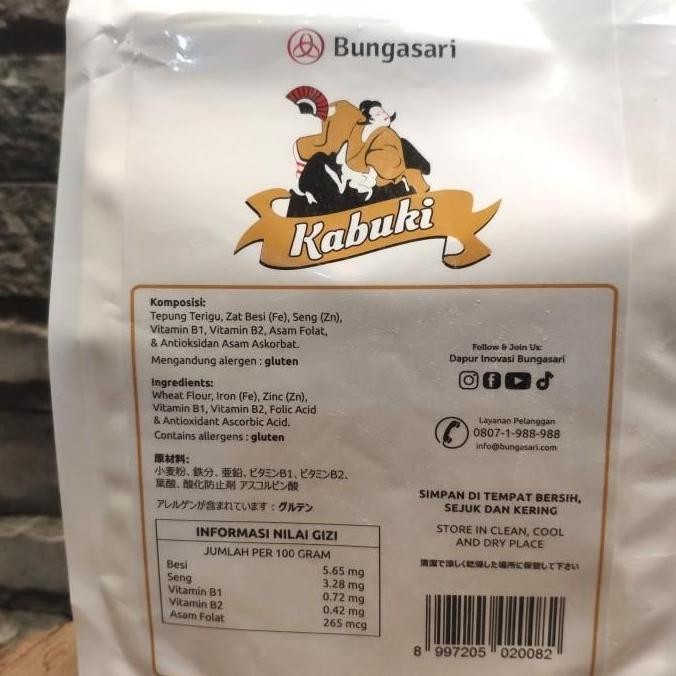 Bungasari
Kabuki
Komposisi:
Tepung Terigu, Zat Besi (Fe), Seng (Zn),
Vitamin B1, Vitamin B2, Asam Folat,
& Antioksidan Asam Askorbat.
Mengandung alergen : gluten
Ingredients:
Wheat Flour, Iron (Fe), Zinc (Zn),
Vitamin B1, Vitamin B2, Folic Acid
& Antioxidant Ascorbic Acid.
Contains allergens : gluten
原材料:
小麦粉、鉄分、亜鉛、ビタミンB1、ビタミンB2、
葉酸、酸化防止剤 アスコルビン酸
アレルゲンが含まれています : グルテン
INFORMASI NILAI GIZI
JUMLAH PER 100 GRAM
Besi 5.65 mg
Seng 3.28 mg
Vitamin B1 0.72 mg
Vitamin B2 0.42 mg
Asam Folat 265 mcg
Follow & Join Us:
Dapur Inovasi Bungasari
Layanan Pelanggan
0807-1-988-988
info@bungasari.com
SIMPAN DI TEMPAT BERSIH,
SEJUK DAN KERING
STORE IN CLEAN, COOL
AND DRY PLACE
清潔で涼しく乾燥した場所に保管して下さい
8 997205 020082